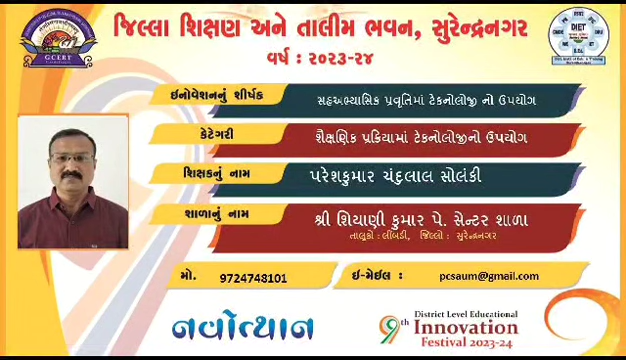 જિલ્લા શિક્ષણ અને તાલીમ ભવન, સુરેન્દ્રનગર
વર્ષ : ૨૦૨૩-૨૪
GCERT
DIET
ઈનોવેશનનું શીર્ષક
સહઅભ્યાસિક પ્રવૃતિમાં ટેકનોલોજી નો ઉપયોગ
કેટેગરી
શૈક્ષણિક પ્રક્રિયામાં ટેકનોલોજીનો ઉપયોગ
શિક્ષકનું નામ
પરેશકુમાર ચંદુલાલ સોલંકી
શાળાનું નામ
શ્રી શિયાણી કુમાર પે. સેન્ટર શાળા
તાલુકો : લીંબડી, જિલ્લો : સુરેન્દ્રનગર
મો. 9724748101
ઈ-મેઈલ : pcsaum@gmail.com
નવોત્થાન
9th
District Level Educational
Innovation
Festival 2023-24